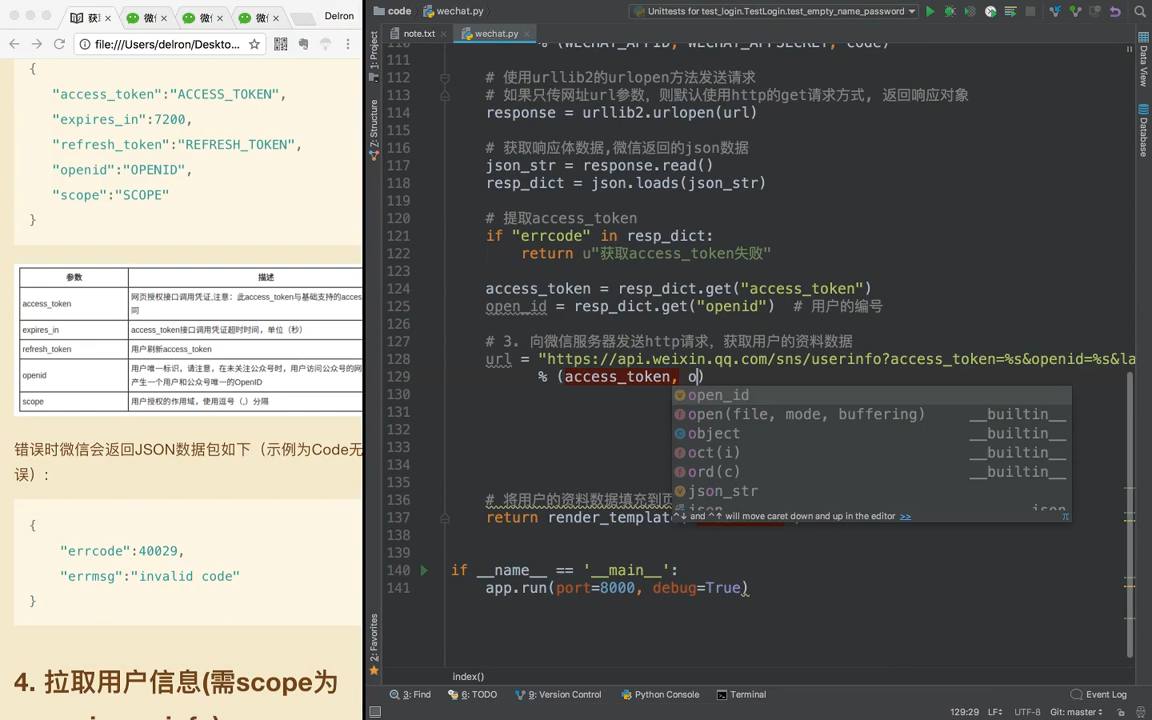 获
微信
微信
微信
Delron
file:///Users/delron/Deskto...
{
"access_token":"ACCESS_TOKEN",
"expires_in":7200,
"refresh_token":"REFRESH_TOKEN",
"openid":"OPENID",
"scope":"SCOPE"
}
参数 描述
access_token 网页授权接口调用凭证,注意：此access_token与基础支持的acces
同
expires_in access_token接口调用凭证超时时间，单位（秒）
refresh_token 用户刷新access_token
openid 用户唯一标识，请注意，在未关注公众号时，用户访问公众号的网
产生一个用户和公众号唯一的OpenID
scope 用户授权的作用域，使用逗号（,）分隔
错误时微信会返回JSON数据包如下（示例为Code无
误）:
{
"errcode":40029,
"errmsg":"invalid code"
}
4. 拉取用户信息(需scope为
code wechat.py
Unittests for test_login.TestLogin.test_empty_name_password
note.txt wechat.py
1: Project
7: Structure
2: Favorites
Data View
Database
110 % (WECHAT_APPID, WECHAT_APPSECRET, code)
111
112 # 使用urllib2的urlopen方法发送请求
113 # 如果只传网址url参数，则默认使用http的get请求方式, 返回响应对象
114 response = urllib2.urlopen(url)
115
116 # 获取响应体数据,微信返回的json数据
117 json_str = response.read()
118 resp_dict = json.loads(json_str)
119
120 # 提取access_token
121 if "errcode" in resp_dict:
122 return u"获取access_token失败"
123
124 access_token = resp_dict.get("access_token")
125 open_id = resp_dict.get("openid")  # 用户的编号
126
127 # 3. 向微信服务器发送http请求，获取用户的资料数据
128 url = "https://api.weixin.qq.com/sns/userinfo?access_token=%s&openid=%s&la
129 % (access_token, o)
130 open_id
131 open(file, mode, buffering) __builtin__
132 object __builtin__
133 oct(i) __builtin__
134 ord(c) __builtin__
135 json_str
json json
136 # 将用户的资料数据填充到页
^↓ and ^↑ will move caret down and up in the editor >> π
137 return render_templat
138
139
140 if __name__ == '__main__':
141 app.run(port=8000, debug=True)
index()
3: Find 6: TODO 9: Version Control Python Console Terminal Event Log
129:29 LF÷ UTF-8 Git: master÷